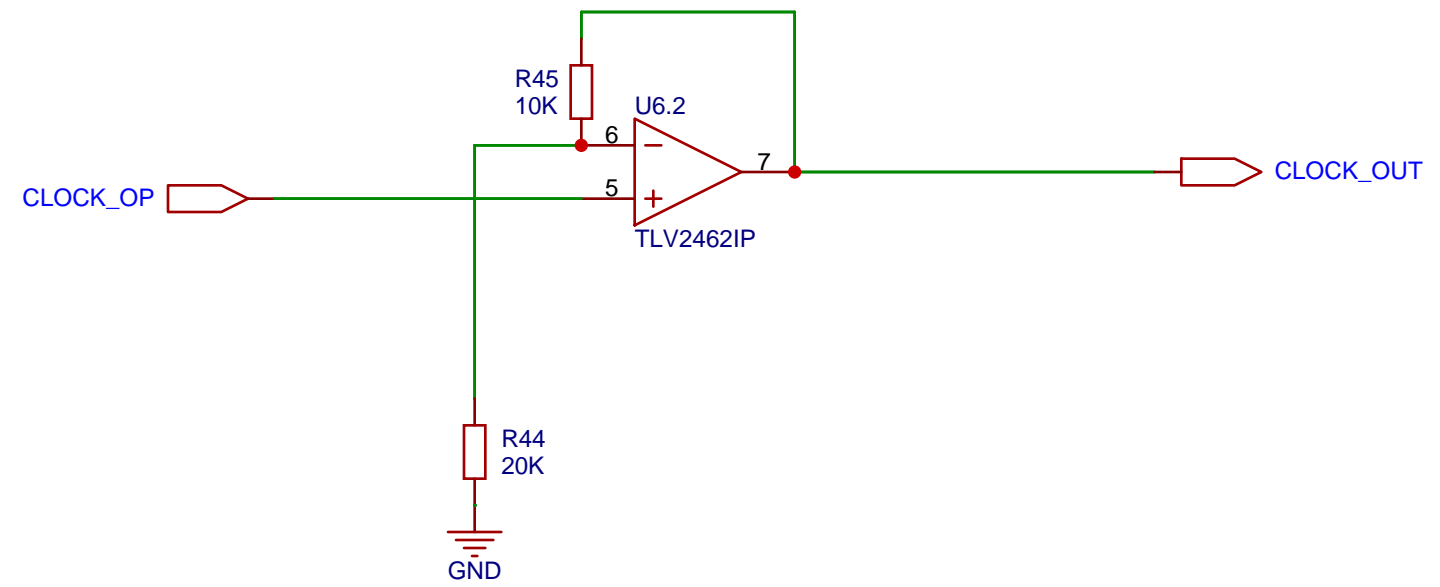 R45
10K
U6.2
6
7
5
CLOCK_OP
CLOCK_OUT
TLV2462IP
R44
20K
GND